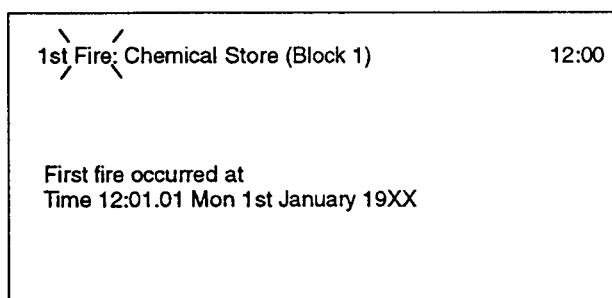 1st Fire: Chemical Store (Block 1) 12:00
First fire occurred at
Time 12:01.01 Mon 1st January 19XX